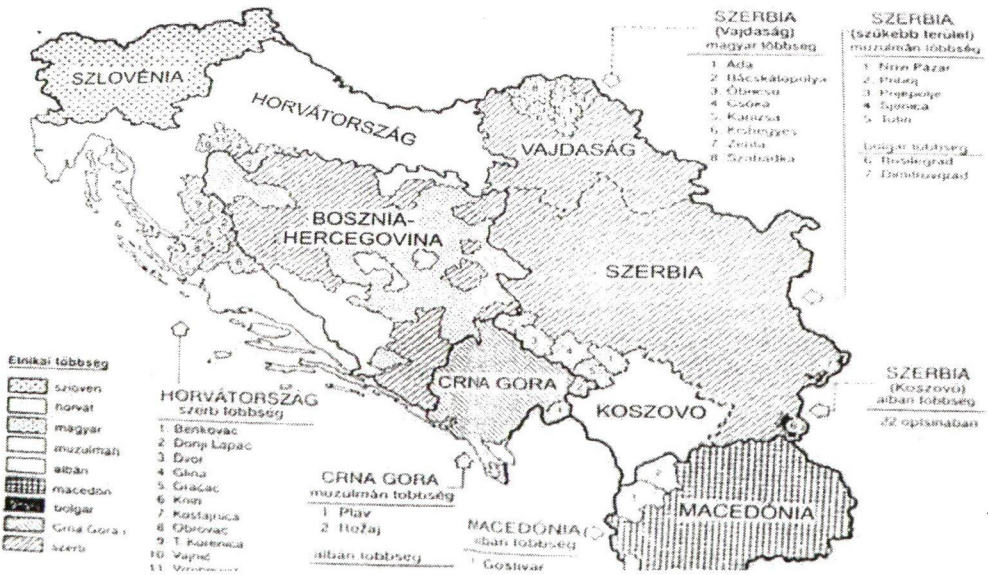 SZLOVÉNIA
HORVÁTORSZÁG
BOSZNIA-
HERCEGOVINA
VAJDASÁG
SZERBIA
CRNA GORA
KOSZOVO
MACEDÓNIA
SZERBIA
(Vajdaság)
magyar többség
1 Ada
2
3
4 Csóka
5 Kanizsa
6 Kishegyes
7 Zenta
8 Szabadka
SZERBIA
(szűkebb terület)
muzulmán többség
1 Novi Pazar
2 Priboj
3 Prijepolje
4 Sjenica
5 Tutin
bolgár többség
6 Bosilegrad
7 Dimitrovgrad
SZERBIA
(Koszovó)
albán többség
22 opstinában
Etnikai többség
szlovén
horvát
magyar
muzulmán
albán
macedón
bolgár
Crna Gora-i
szerb
HORVÁTORSZÁG
szerb többség
1 Benkovac
2 Donji Lapac
3 Dvor
4 Glina
5 Gračac
6 Knin
7 Kostajnica
8 Obrovac
9 T. Korenica
10 Vojnić
11
CRNA GORA
muzulmán többség
1 Plav
2 Rožaj
albán többség
MACEDÓNIA
albán többség
1 Gostivar